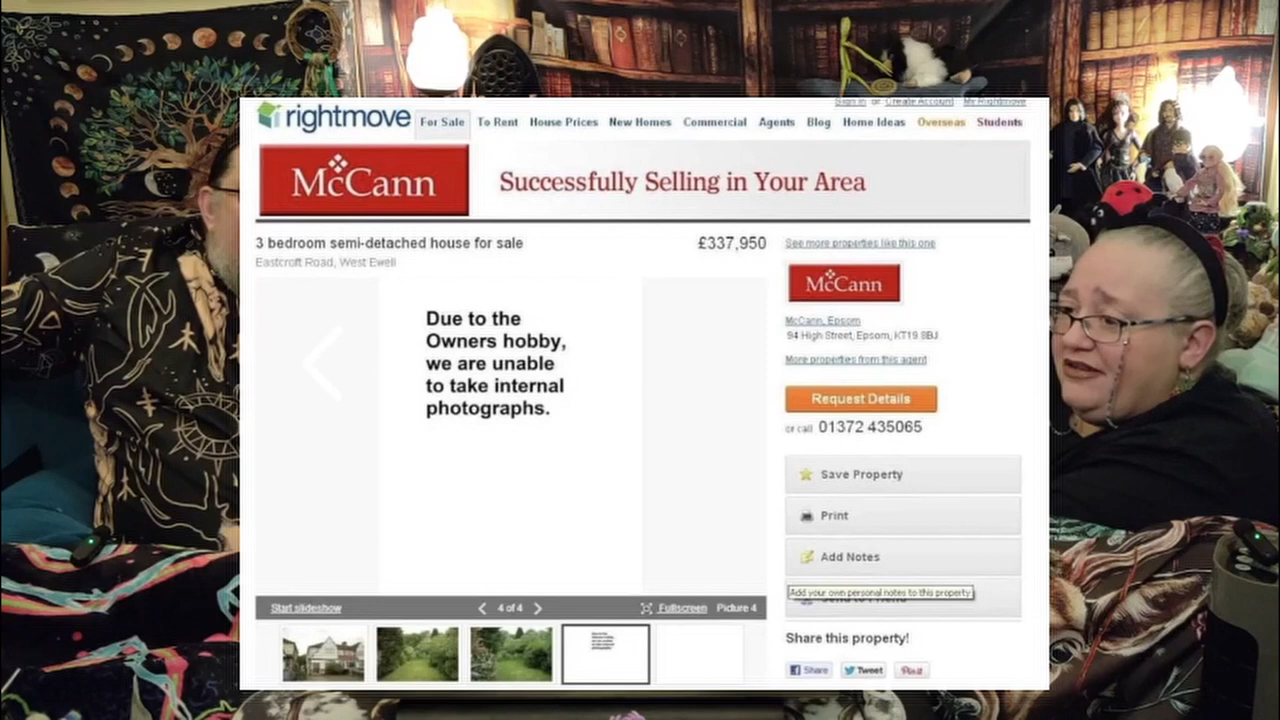 Sign in or Create Account My Rightmove
rightmove
For Sale To Rent House Prices New Homes Commercial Agents Blog Home Ideas Overseas Students
McCann
Successfully Selling in Your Area
3 bedroom semi-detached house for sale
£337,950
Eastcroft Road, West Ewell
Due to the
Owners hobby,
we are unable
to take internal
photographs.
Start slideshow
4 of 4
Fullscreen
Picture 4
See more properties like this one
McCann
McCann, Epsom
94 High Street, Epsom, KT19 8BJ
More properties from this agent
Request Details
or call 01372 435065
Save Property
Print
Add Notes
Add your own personal notes to this property
Send to Friend
Share this property!
Share
Tweet
Pin it